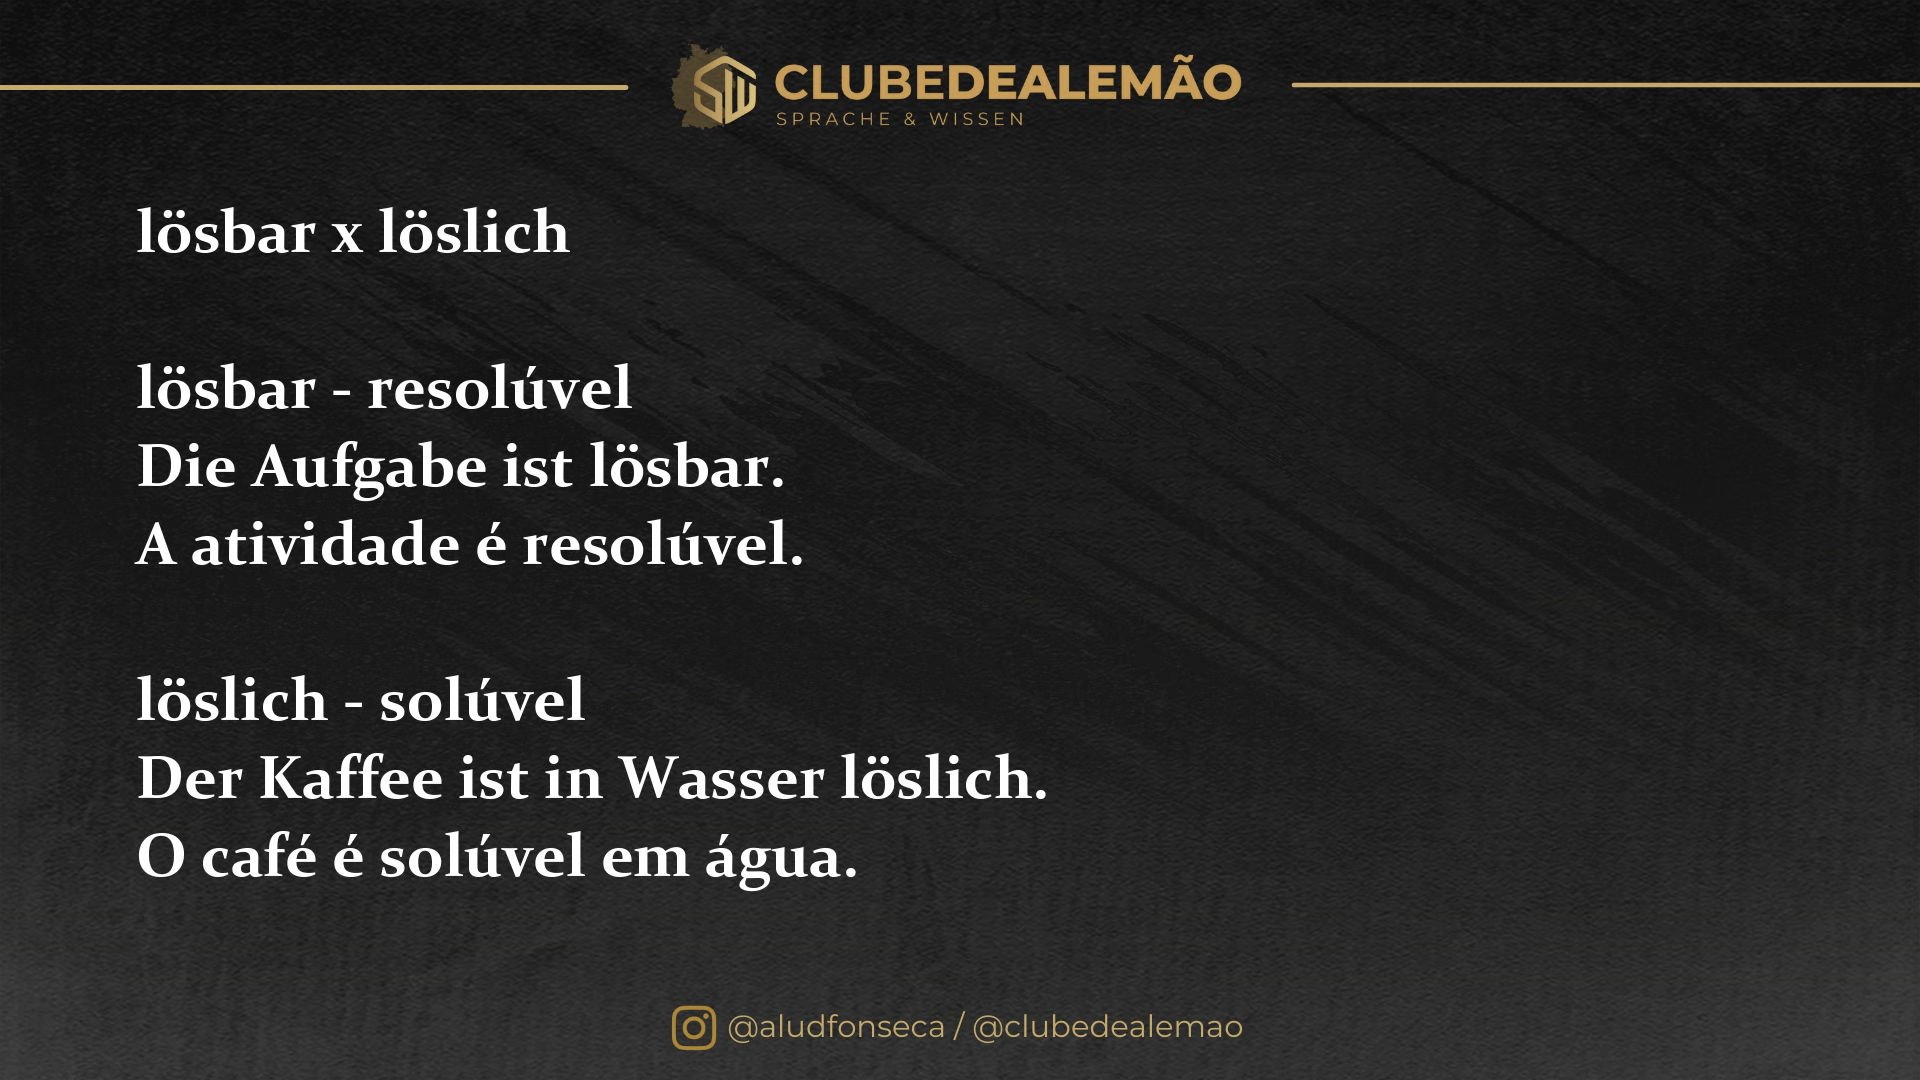 CLUBEDEALEMÃO
SPRACHE & WISSEN
lösbar x löslich
lösbar - resolúvel
Die Aufgabe ist lösbar.
A atividade é resolúvel.
löslich - solúvel
Der Kaffee ist in Wasser löslich.
O café é solúvel em água.
@aludfonseca / @clubedealemao